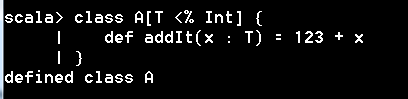 scala> class A[T <% Int] {
     |     def addIt(x : T) = 123 + x
     | }
defined class A